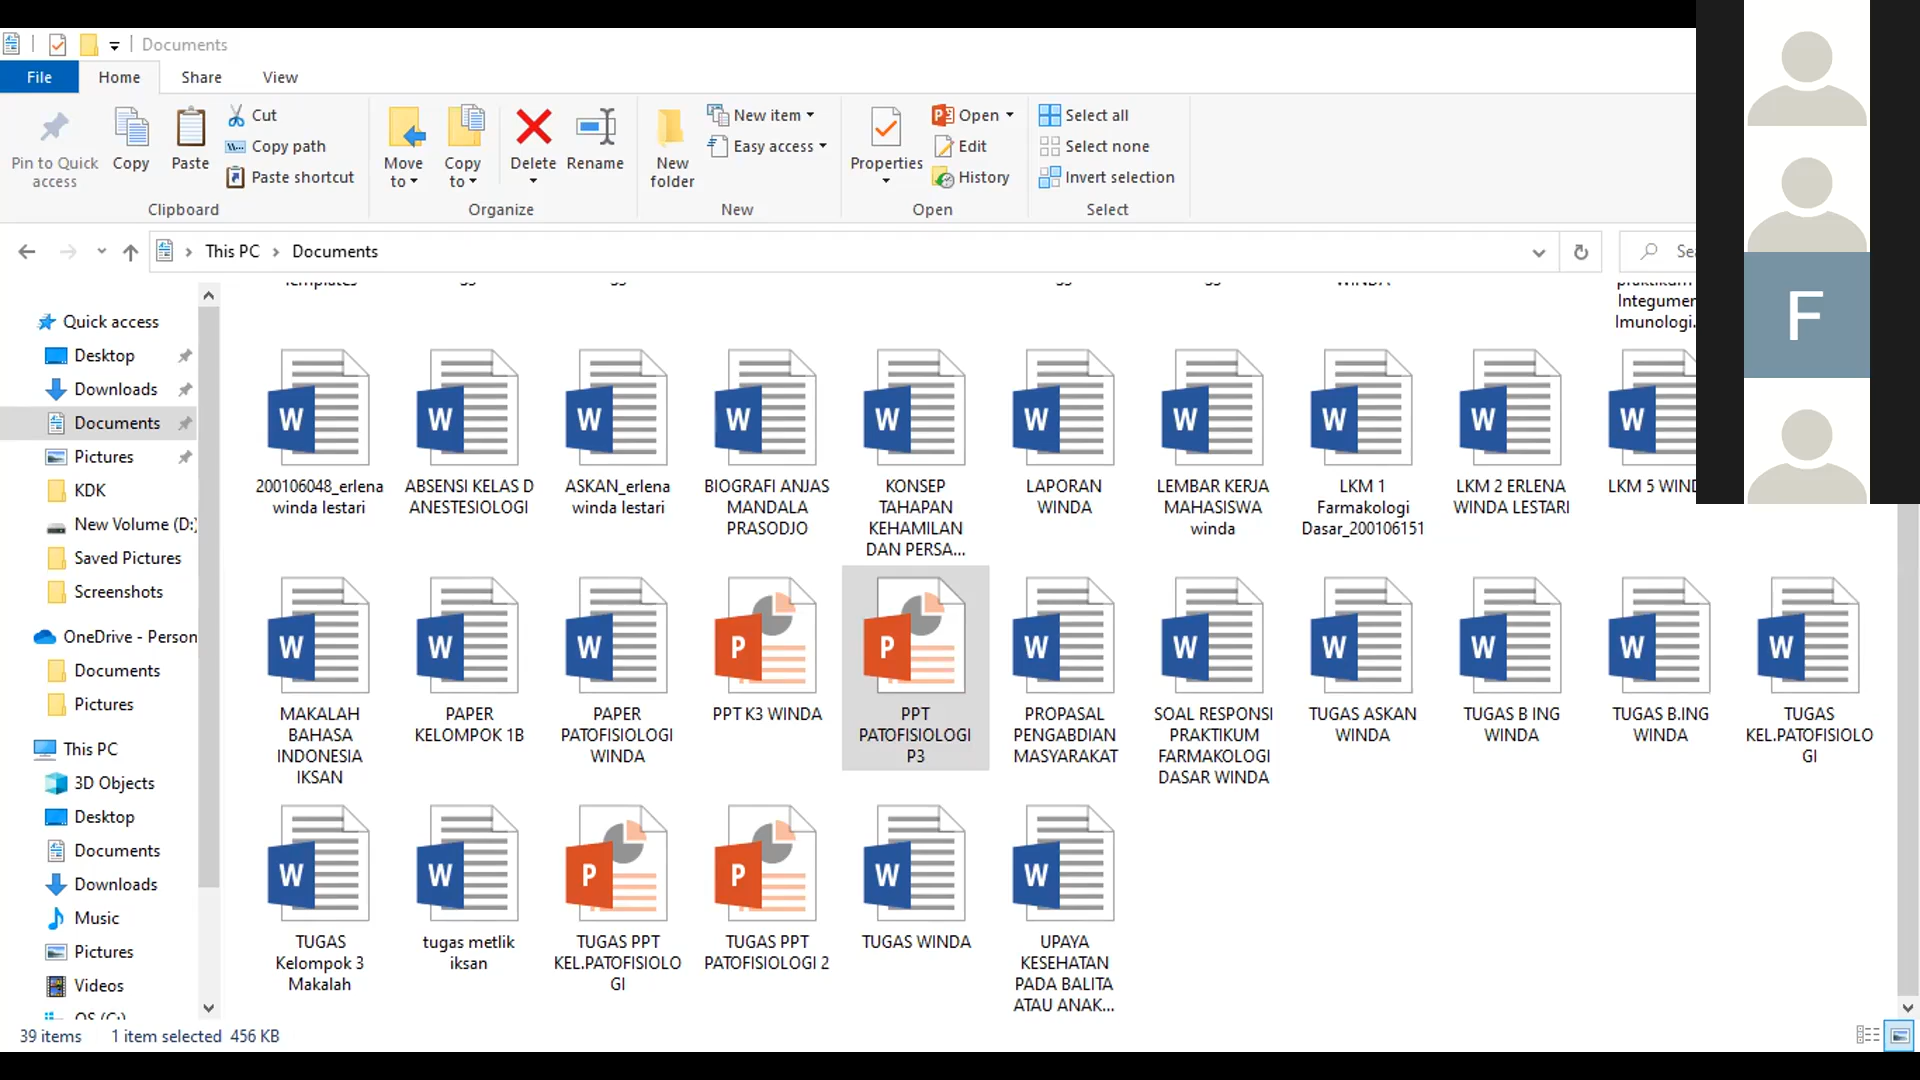 Documents
File Home Share View
Cut
New item
Open
Select all
Copy path
Easy access
Edit
Select none
Pin to Quick access
Copy
Paste
Paste shortcut
Move to
Copy to
Delete
Rename
New folder
Properties
History
Invert selection
Clipboard
Organize
New
Open
Select
This PC > Documents
Quick access
Desktop
Downloads
Documents
Pictures
KDK
New Volume (D:)
Saved Pictures
Screenshots
OneDrive - Person
Documents
Pictures
This PC
3D Objects
Desktop
Documents
Downloads
Music
Pictures
Videos
Integumen
Imunologi.
F
200106048_erlena
winda lestari
ABSENSI KELAS D
ANESTESIOLOGI
ASKAN_erlena
winda lestari
BIOGRAFI ANJAS
MANDALA
PRASODJO
KONSEP
TAHAPAN
KEHAMILAN
DAN PERSA...
LAPORAN
WINDA
LEMBAR KERJA
MAHASISWA
winda
LKM 1
Farmakologi
Dasar_200106151
LKM 2 ERLENA
WINDA LESTARI
LKM 5 WIND
MAKALAH
BAHASA
INDONESIA
IKSAN
PAPER
KELOMPOK 1B
PAPER
PATOFISIOLOGI
WINDA
PPT K3 WINDA
PPT
PATOFISIOLOGI
P3
PROPASAL
PENGABDIAN
MASYARAKAT
SOAL RESPONSI
PRAKTIKUM
FARMAKOLOGI
DASAR WINDA
TUGAS ASKAN
WINDA
TUGAS B ING
WINDA
TUGAS B.ING
WINDA
TUGAS
KEL.PATOFISIOLO
GI
TUGAS
Kelompok 3
Makalah
tugas metlik
iksan
TUGAS PPT
KEL.PATOFISIOLO
GI
TUGAS PPT
PATOFISIOLOGI 2
TUGAS WINDA
UPAYA
KESEHATAN
PADA BALITA
ATAU ANAK...
39 items 1 item selected 456 KB